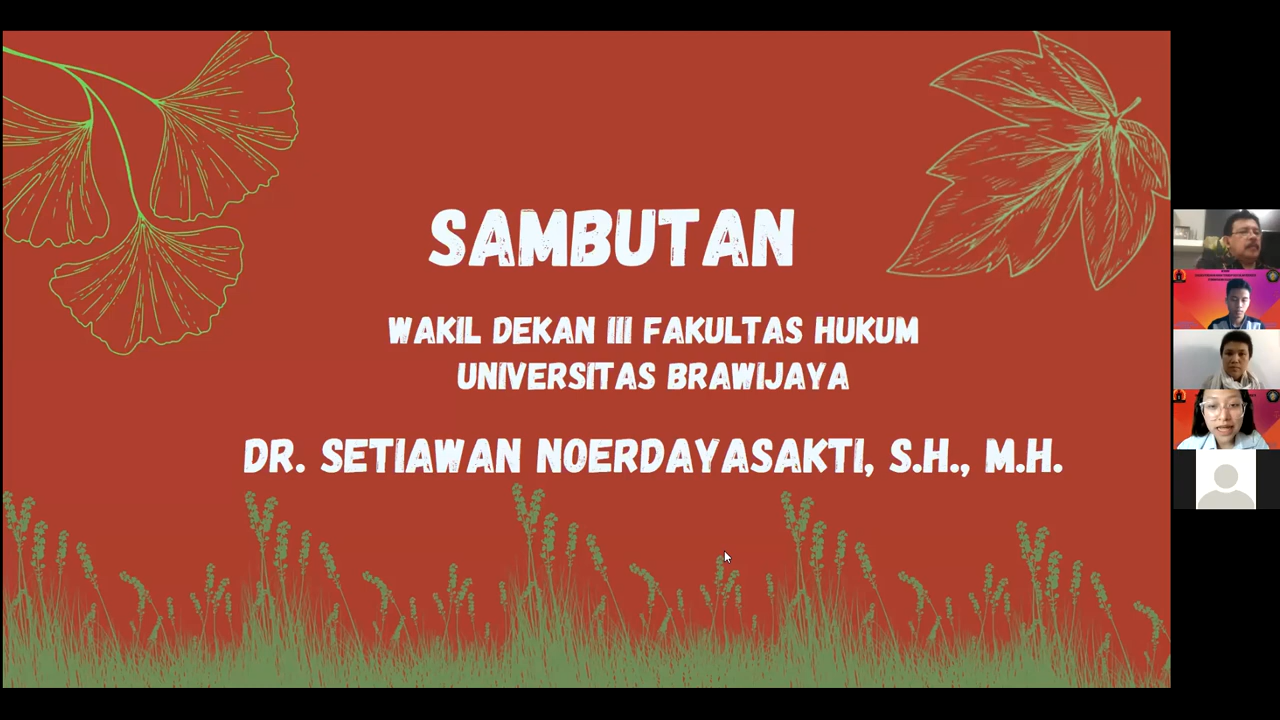 SAMBUTAN
WAKIL DEKAN III FAKULTAS HUKUM
UNIVERSITAS BRAWIJAYA
DR. SETIAWAN NOERDAYASAKTI, S.H., M.H.